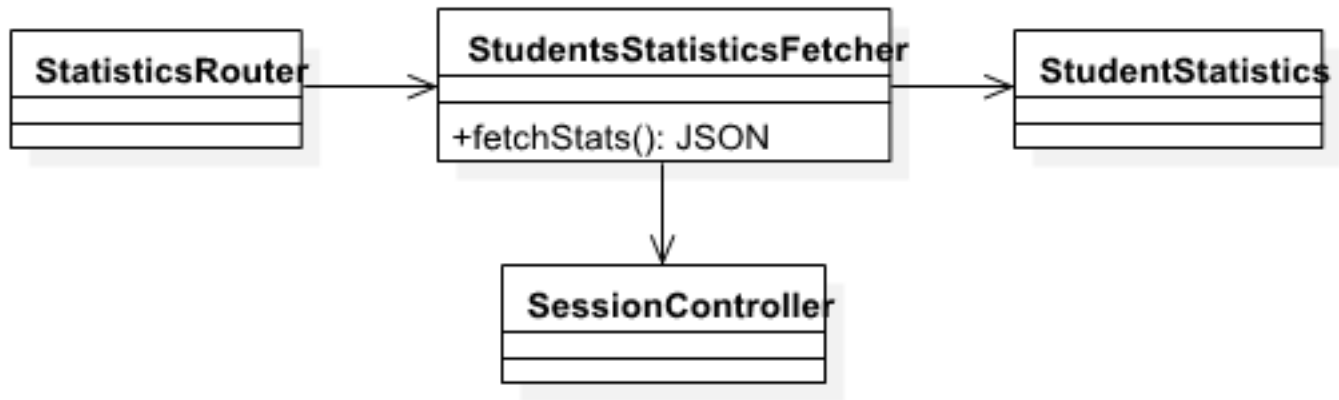 StatisticsRouter
StudentsStatisticsFetcher
+fetchStats(): JSON
StudentStatistics
SessionController